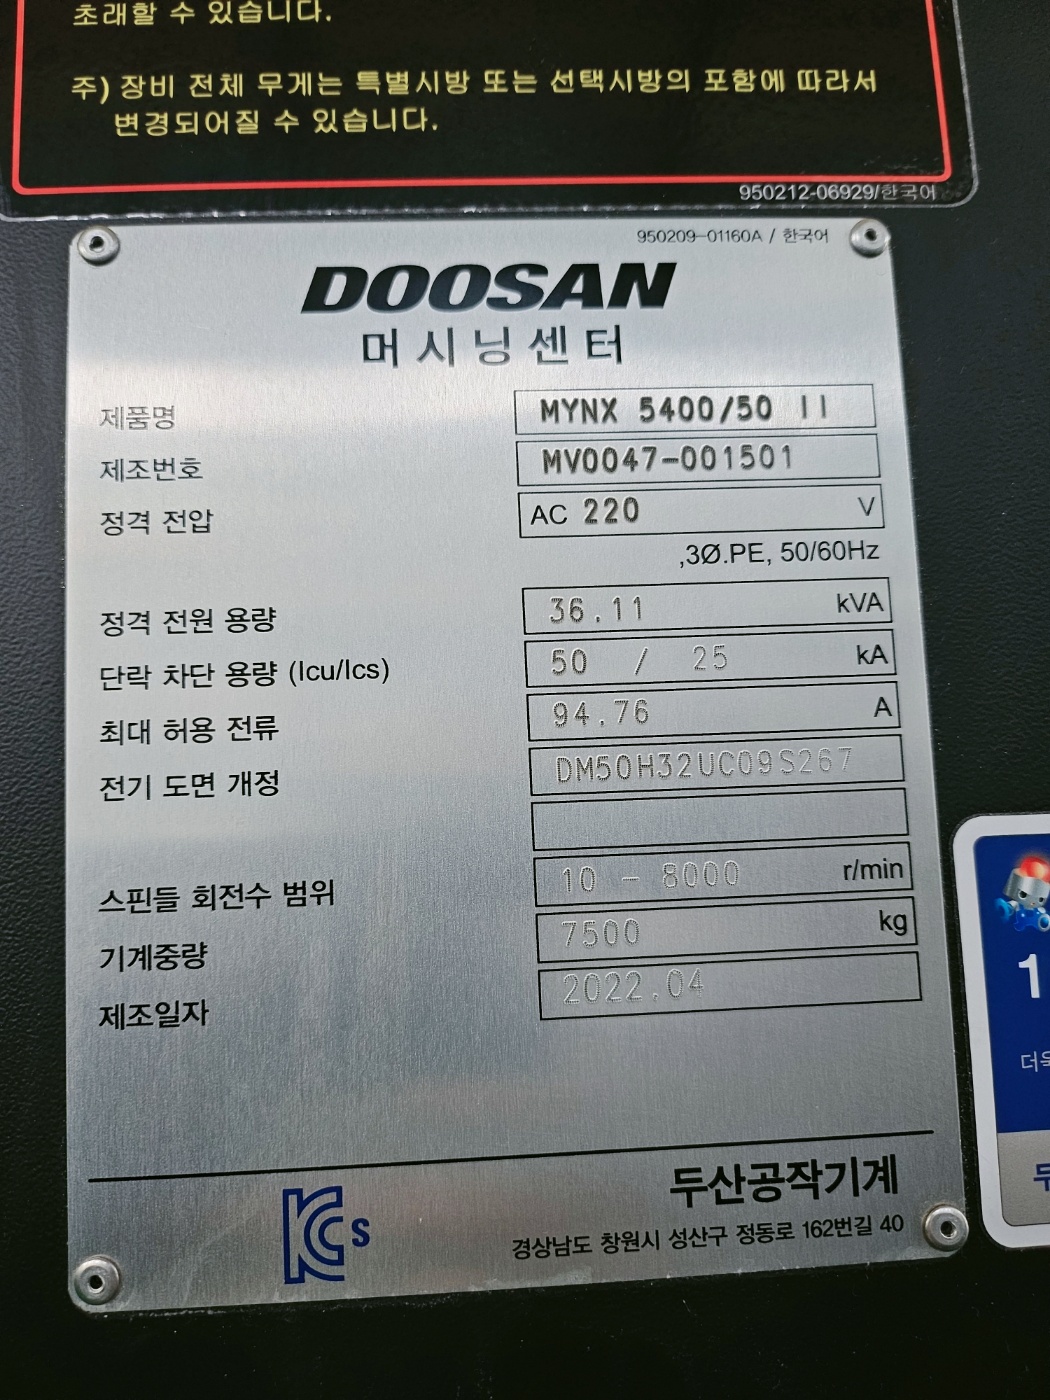 초래할 수 있습니다.
주) 장비 전체 무게는 특별시방 또는 선택시방의 포함에 따라서
변경되어질 수 있습니다.
950212-06929/한국어
950209-01160A / 한국어
DOOSAN
머시닝센터
제품명 MYNX 5400/50 II
제조번호 MV0047-001501
정격 전압 AC 220 V
,3Ø.PE, 50/60Hz
정격 전원 용량 36.11 kVA
단락 차단 용량 (Icu/Ics) 50 / 25 kA
최대 허용 전류 94.76 A
전기 도면 개정 DM50H32UC09S267
스핀들 회전수 범위 10 - 8000 r/min
기계중량 7500 kg
제조일자 2022.04
KCs
두산공작기계
경상남도 창원시 성산구 정동로 162번길 40
1